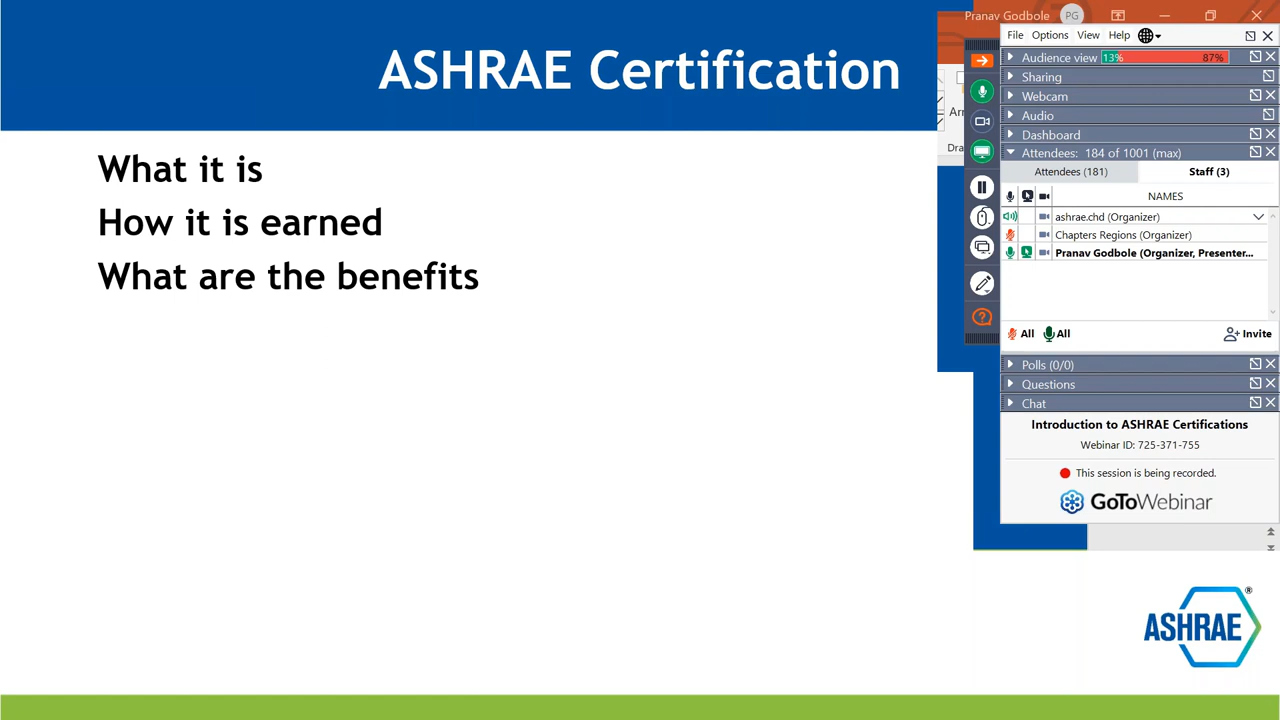 ASHRAE Certification
What it is
How it is earned
What are the benefits
Pranav Godbole PG
File Options View Help
Audience view 13% 87%
Sharing
Webcam
Audio
Dashboard
Attendees: 184 of 1001 (max)
Attendees (181) Staff (3)
NAMES
ashrae.chd (Organizer)
Chapters Regions (Organizer)
Pranav Godbole (Organizer, Presenter...
All All Invite
Polls (0/0)
Questions
Chat
Introduction to ASHRAE Certifications
Webinar ID: 725-371-755
This session is being recorded.
GoToWebinar
ASHRAE®